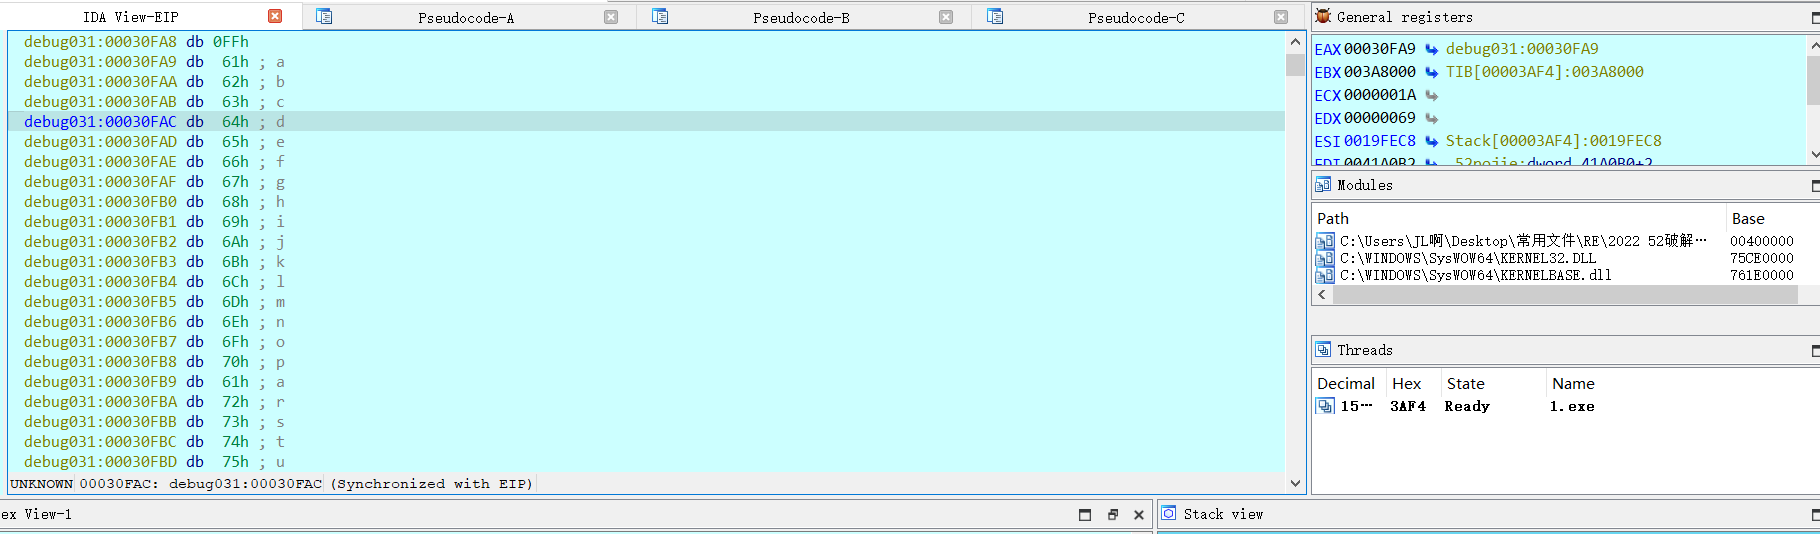 IDA View-EIP
Pseudocode-A
Pseudocode-B
Pseudocode-C
debug031:00030FA8 db 0FFh
debug031:00030FA9 db 61h ; a
debug031:00030FAA db 62h ; b
debug031:00030FAB db 63h ; c
debug031:00030FAC db 64h ; d
debug031:00030FAD db 65h ; e
debug031:00030FAE db 66h ; f
debug031:00030FAF db 67h ; g
debug031:00030FB0 db 68h ; h
debug031:00030FB1 db 69h ; i
debug031:00030FB2 db 6Ah ; j
debug031:00030FB3 db 6Bh ; k
debug031:00030FB4 db 6Ch ; l
debug031:00030FB5 db 6Dh ; m
debug031:00030FB6 db 6Eh ; n
debug031:00030FB7 db 6Fh ; o
debug031:00030FB8 db 70h ; p
debug031:00030FB9 db 61h ; a
debug031:00030FBA db 72h ; r
debug031:00030FBB db 73h ; s
debug031:00030FBC db 74h ; t
debug031:00030FBD db 75h ; u
UNKNOWN 00030FAC: debug031:00030FAC (Synchronized with EIP)
ex View-1
General registers
EAX 00030FA9 debug031:00030FA9
EBX 003A8000 TIB[00003AF4]:003A8000
ECX 0000001A
EDX 00000069
ESI 0019FEC8 Stack[00003AF4]:0019FEC8
EDI 0041A0B2 52pojie:dword_41A0B0+2
Modules
Path Base
C:\Users\JL啊\Desktop\常用文件\RE\2022 52破解… 00400000
C:\WINDOWS\SysWOW64\KERNEL32.DLL 75CE0000
C:\WINDOWS\SysWOW64\KERNELBASE.dll 761E0000
Threads
Decimal Hex State Name
15… 3AF4 Ready 1.exe
Stack view